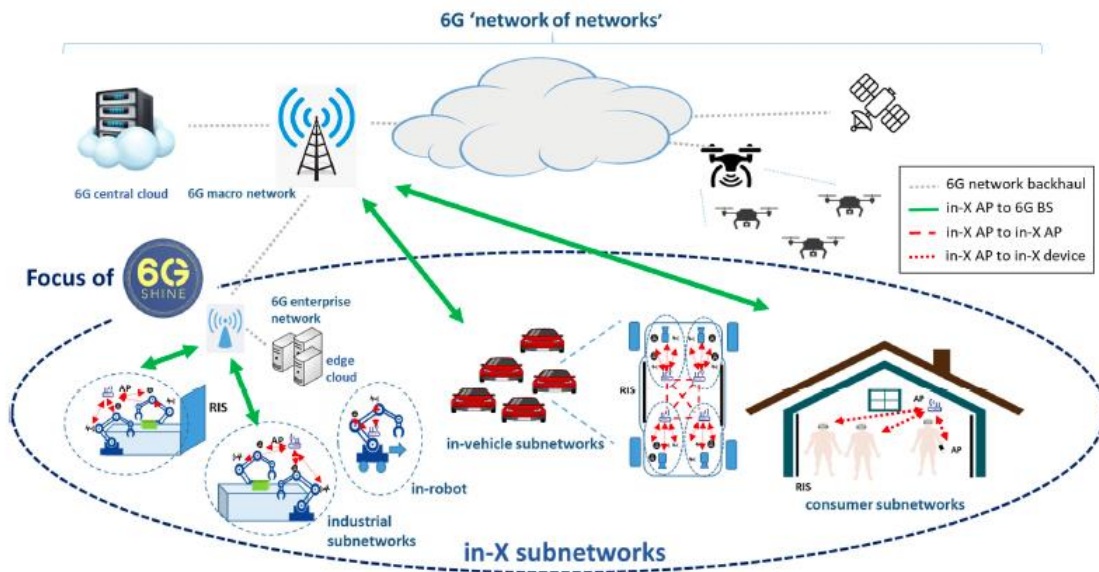 6G 'network of networks'
6G central cloud
6G macro network
6G network backhaul
in-X AP to 6G BS
in-X AP to in-X AP
in-X AP to in-X device
Focus of
6G
SHINE
6G enterprise
network
edge
cloud
AP
RIS
AP
in-robot
industrial
subnetworks
in-vehicle subnetworks
RIS
AP
AP
RIS
consumer subnetworks
in-X subnetworks